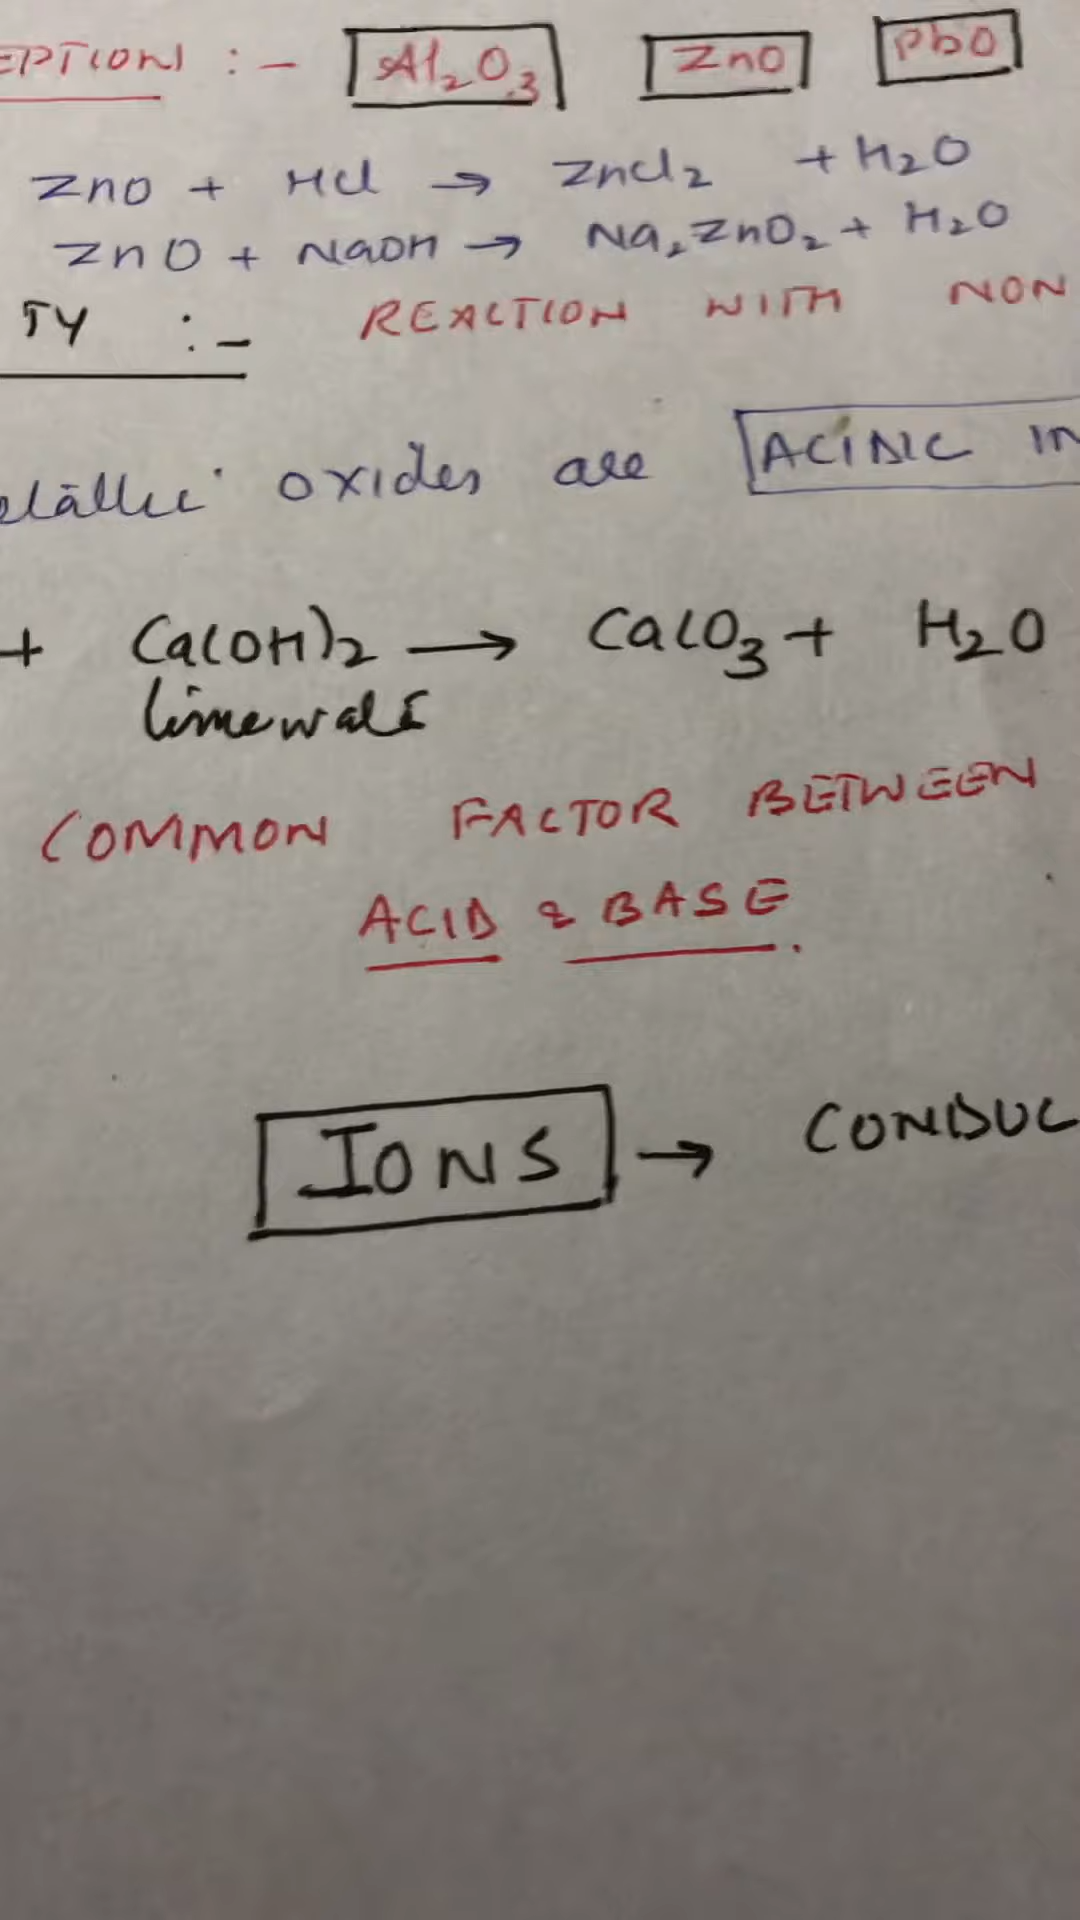 EPTION :- Al₂O₃ ZnO PbO
ZnO + HCl → ZnCl₂ + H₂O
ZnO + NaOH → Na₂ZnO₂ + H₂O
TY :- REACTION WITH NON
etallic oxides are ACIDIC IN
+ Ca(OH)₂ → CaCO₃ + H₂O
COMMON FACTOR BETWEEN
ACID & BASE.
IONS → CONDUC